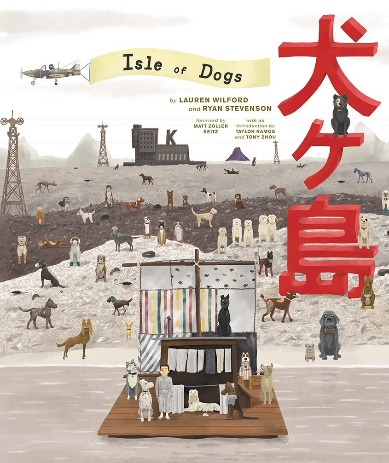 Isle of Dogs
by LAUREN WILFORD
and RYAN STEVENSON
foreword by
MATT ZOLLER
SEITZ
with an
introduction by
TAYLOR RAMOS
and TONY ZHOU
K
犬ヶ島